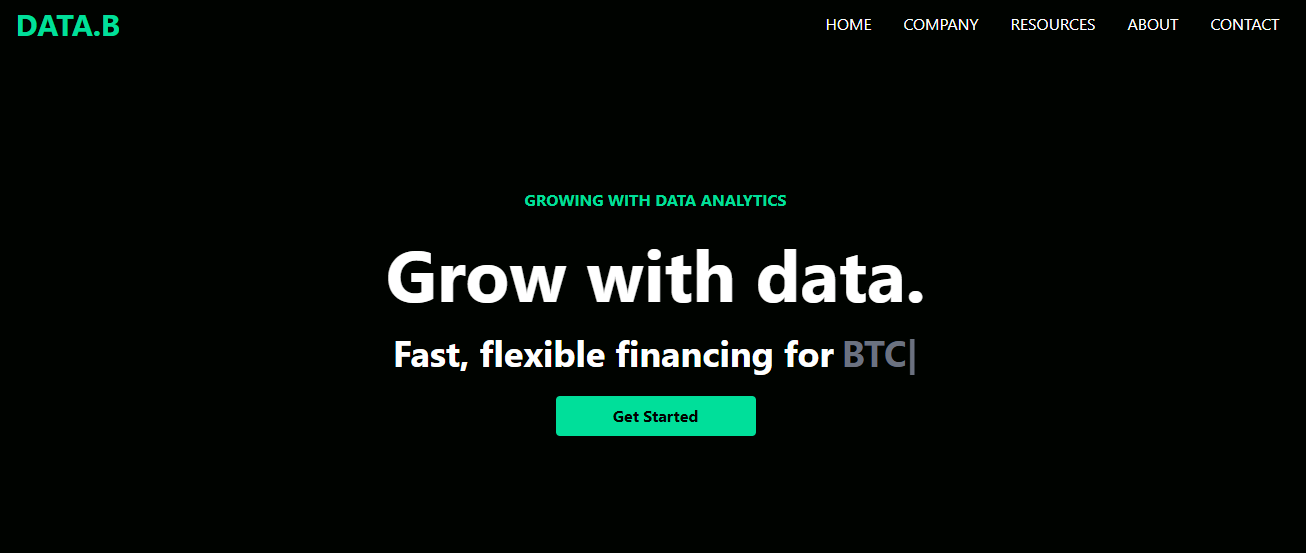 DATA.B
HOME COMPANY RESOURCES ABOUT CONTACT
GROWING WITH DATA ANALYTICS
Grow with data.
Fast, flexible financing for BTC|
Get Started